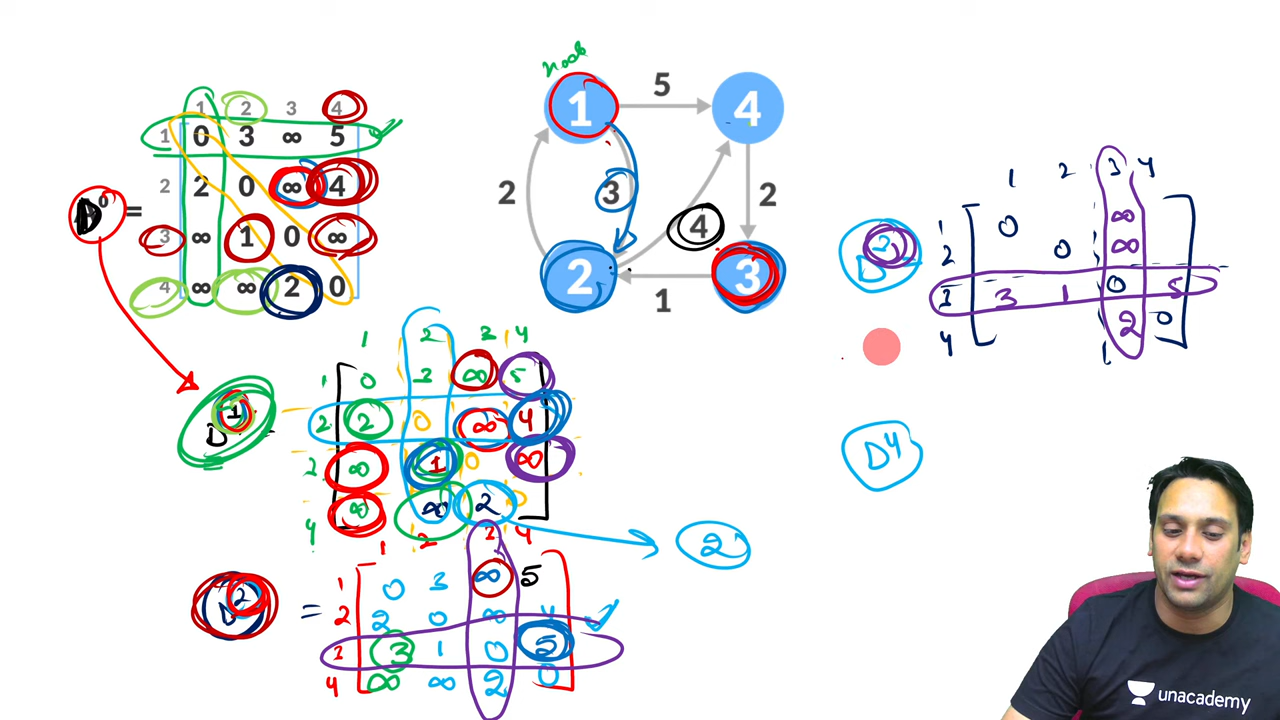 node
1 2 3 4
1 0 3 ∞ 5
2 2 0 ∞ 4
3 ∞ 1 0 ∞
4 ∞ ∞ 2 0
D⁰ =
1
5
4
2
3
4
2
2
1
3
1 2 3 4
D¹
1 0 3 ∞ 5
2 2 0 ∞ 4
2 ∞ 1 0 ∞
4 ∞ ∞ 2 0
2
1 2 3 4
D² =
1 0 3 ∞ 5
2 2 0 ∞ 4
3 3 1 0 5
4 ∞ ∞ 2 0
1 2 3 4
D³
1 0 ∞
2 0 ∞
3 3 1 0 5
4 2 0
D⁴
unacademy